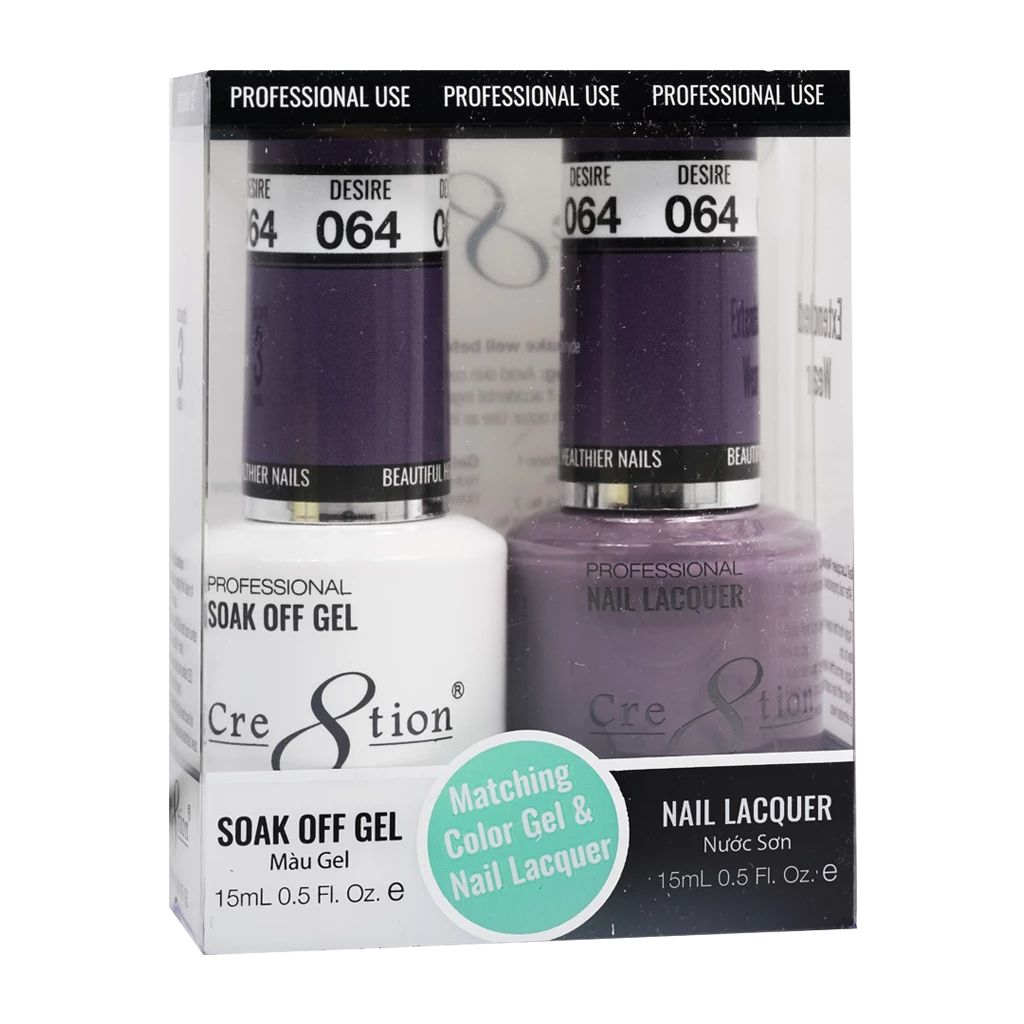 PROFESSIONAL USE PROFESSIONAL USE PROFESSIONAL USE
DESIRE
064
DESIRE
064
DESIRE
064
HEALTHIER NAILS
BEAUTIFUL
HEALTHIER NAILS
PROFESSIONAL
SOAK OFF GEL
Cre8tion®
PROFESSIONAL
NAIL LACQUER
Cre8tion
Matching
Color Gel &
Nail Lacquer
SOAK OFF GEL
Màu Gel
15mL 0.5 Fl. Oz. e
NAIL LACQUER
Nước Sơn
15mL 0.5 Fl. Oz. e
Extended
Wear